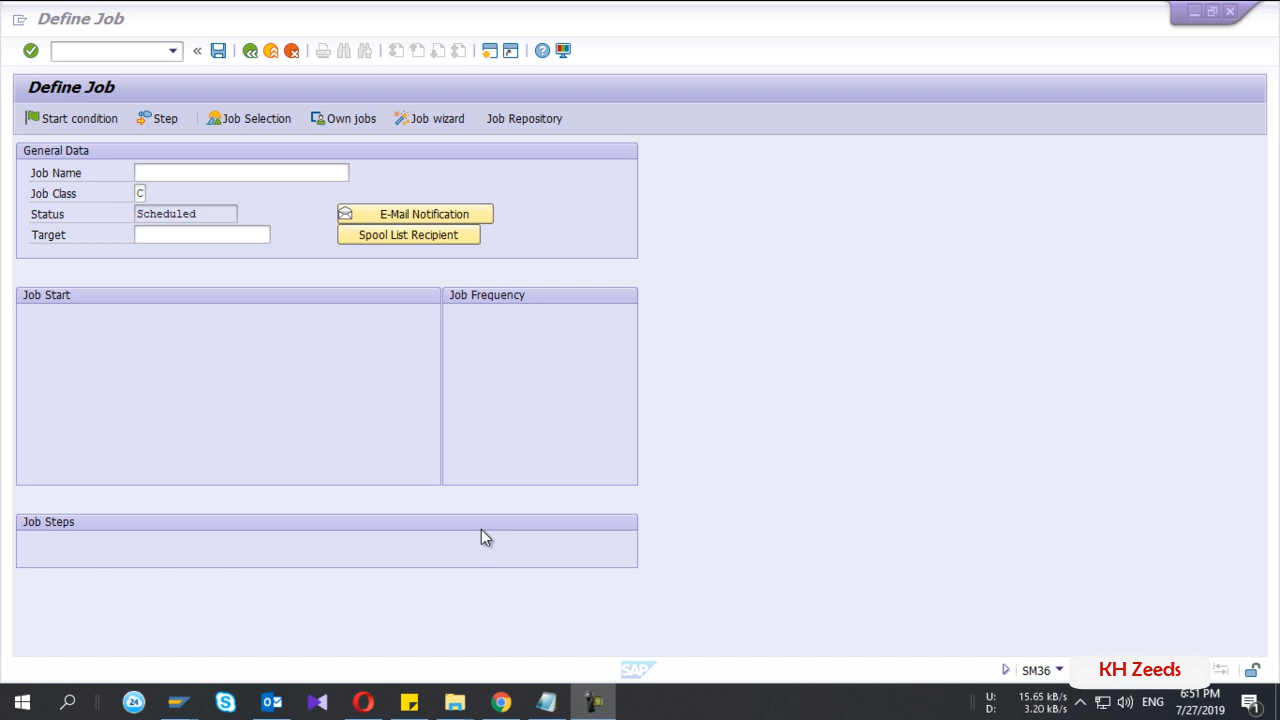 Define Job
Define Job
Start condition Step Job Selection Own jobs Job wizard Job Repository
General Data
Job Name
Job Class C
Status Scheduled E-Mail Notification
Target Spool List Recipient
Job Start Job Frequency
Job Steps
SAP SM36 KH Zeeds
24 U: 15.65 kB/s ENG 6:51 PM
D: 3.20 kB/s 7/27/2019 1